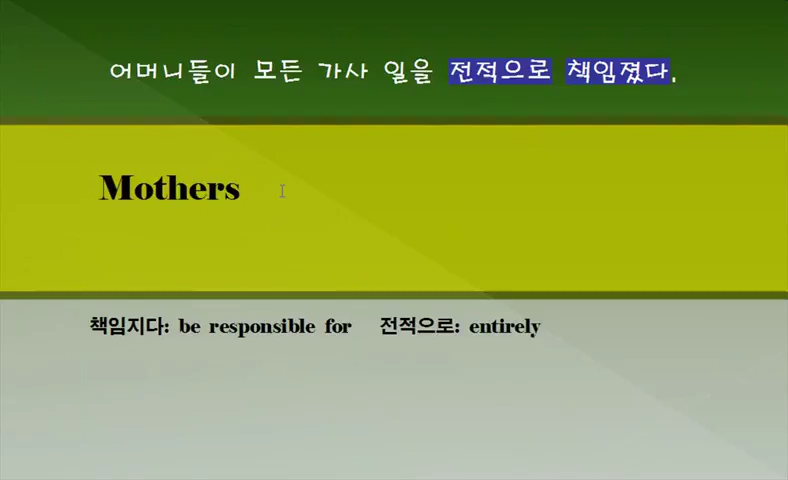 어머니들이 모든 가사 일을 전적으로 책임졌다.
Mothers
책임지다: be responsible for 전적으로: entirely